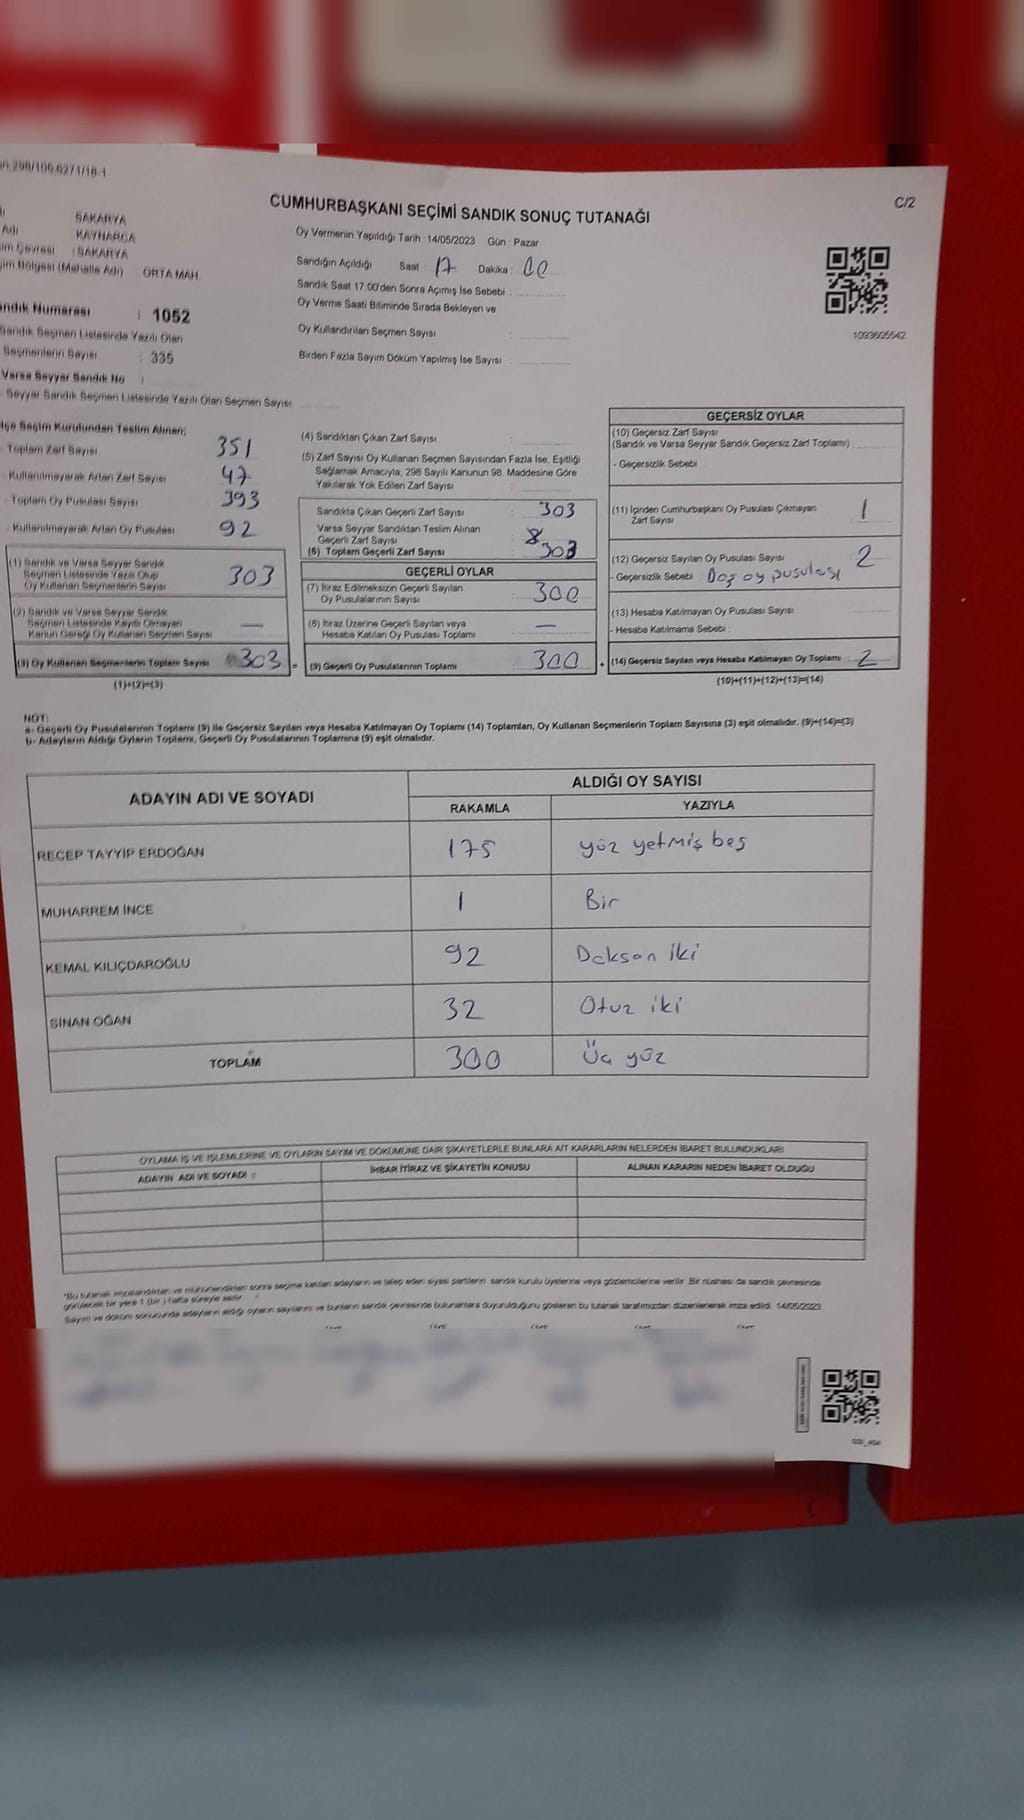 298/106.6271/16-1
C/2
CUMHURBAŞKANI SEÇİMİ SANDIK SONUÇ TUTANAĞI
SAKARYA
Adı KAYNARCA
Çevresi : SAKARYA
Bölgesi (Mahalle Adı) ORTA MAH.
Oy Vermenin Yapıldığı Tarih :14/05/2023 Gün : Pazar
Sandığın Açıldığı Saat : 17 Dakika : 00
Sandık Saat 17:00'den Sonra Açılmış İse Sebebi :
Oy Verme Saati Bitiminde Sırada Bekleyen ve
Oy Kullandırılan Seçmen Sayısı :
Birden Fazla Sayım Döküm Yapılmış İse Sayısı :
1093605542
Sandık Numarası : 1052
Sandık Seçmen Listesinde Yazılı Olan
Seçmenlerin Sayısı : 335
Varsa Seyyar Sandık No :
Seyyar Sandık Seçmen Listesinde Yazılı Olan Seçmen Sayısı
İlçe Seçim Kurulundan Teslim Alınan;
- Toplam Zarf Sayısı 351
- Kullanılmayarak Artan Zarf Sayısı 47
- Toplam Oy Pusulası Sayısı 393
- Kullanılmayarak Artan Oy Pusulası 92
(1) Sandık ve Varsa Seyyar Sandık
Seçmen Listesinde Yazılı Olup
Oy Kullanan Seçmenlerin Sayısı 303
(2) Sandık ve Varsa Seyyar Sandık
Seçmen Listesinde Kayıtlı Olmayan
Kanun Gereği Oy Kullanan Seçmen Sayısı —
(3) Oy Kullanan Seçmenlerin Toplam Sayısı 303 =
(1)+(2)=(3)
(4) Sandıktan Çıkan Zarf Sayısı :
(5) Zarf Sayısı Oy Kullanan Seçmen Sayısından Fazla İse, Eşitliği
Sağlamak Amacıyla, 298 Sayılı Kanunun 98. Maddesine Göre
Yakılarak Yok Edilen Zarf Sayısı
Sandıkta Çıkan Geçerli Zarf Sayısı : 303
Varsa Seyyar Sandıktan Teslim Alınan
Geçerli Zarf Sayısı
(6) Toplam Geçerli Zarf Sayısı 303
GEÇERLİ OYLAR
(7) İtiraz Edilmeksizin Geçerli Sayılan
Oy Pusulalarının Sayısı : 300
(8) İtiraz Üzerine Geçerli Sayılan veya
Hesaba Katılan Oy Pusulası Toplamı —
(9) Geçerli Oy Pusulalarının Toplamı 300 +
GEÇERSİZ OYLAR
(10) Geçersiz Zarf Sayısı
(Sandık ve Varsa Seyyar Sandık Geçersiz Zarf Toplamı)
- Geçersizlik Sebebi :
(11) İçinden Cumhurbaşkanı Oy Pusulası Çıkmayan
Zarf Sayısı 1
(12) Geçersiz Sayılan Oy Pusulası Sayısı 2
- Geçersizlik Sebebi : Boş oy pusulası
(13) Hesaba Katılmayan Oy Pusulası Sayısı
- Hesaba Katılmama Sebebi :
(14) Geçersiz Sayılan veya Hesaba Katılmayan Oy Toplamı : 2
(10)+(11)+(12)+(13)=(14)
NOT:
a- Geçerli Oy Pusulalarının Toplamı (9) ile Geçersiz Sayılan veya Hesaba Katılmayan Oy Toplamı (14) Toplamları, Oy Kullanan Seçmenlerin Toplam Sayısına (3) eşit olmalıdır. (9)+(14)=(3)
b- Adayların Aldığı Oyların Toplamı, Geçerli Oy Pusulalarının Toplamına (9) eşit olmalıdır.
ADAYIN ADI VE SOYADI ALDIĞI OY SAYISI
RAKAMLA YAZIYLA
RECEP TAYYİP ERDOĞAN 175 yüz yetmiş beş
MUHARREM İNCE 1 Bir
KEMAL KILIÇDAROĞLU 92 Doksan iki
SİNAN OĞAN 32 Otuz iki
TOPLAM 300 Üç yüz
OYLAMA İŞ VE İŞLEMLERİNE VE OYLARIN SAYIM VE DÖKÜMÜNE DAİR ŞİKAYETLERLE BUNLARA AİT KARARLARIN NELERDEN İBARET BULUNDUKLARI
ADAYIN ADI VE SOYADI İHBAR İTİRAZ VE ŞİKAYETİN KONUSU ALINAN KARARIN NEDEN İBARET OLDUĞU
"Bu tutanak imzalandıktan ve mühürlendikten sonra seçime katılan adayların ve talep eden siyasi partilerin sandık kurulu üyelerine veya gözlemcilerine verilir. Bir nüshası da sandık çevresinde
görülecek bir yere 1 (bir) hafta süreyle asılır.
Sayım ve döküm sonucunda adayların aldığı oyların sayılarını ve bunların sandık çevresinde bulunanlara duyurulduğunu gösteren bu tutanak tarafımızdan düzenlenerek imza edildi. 14/05/2023